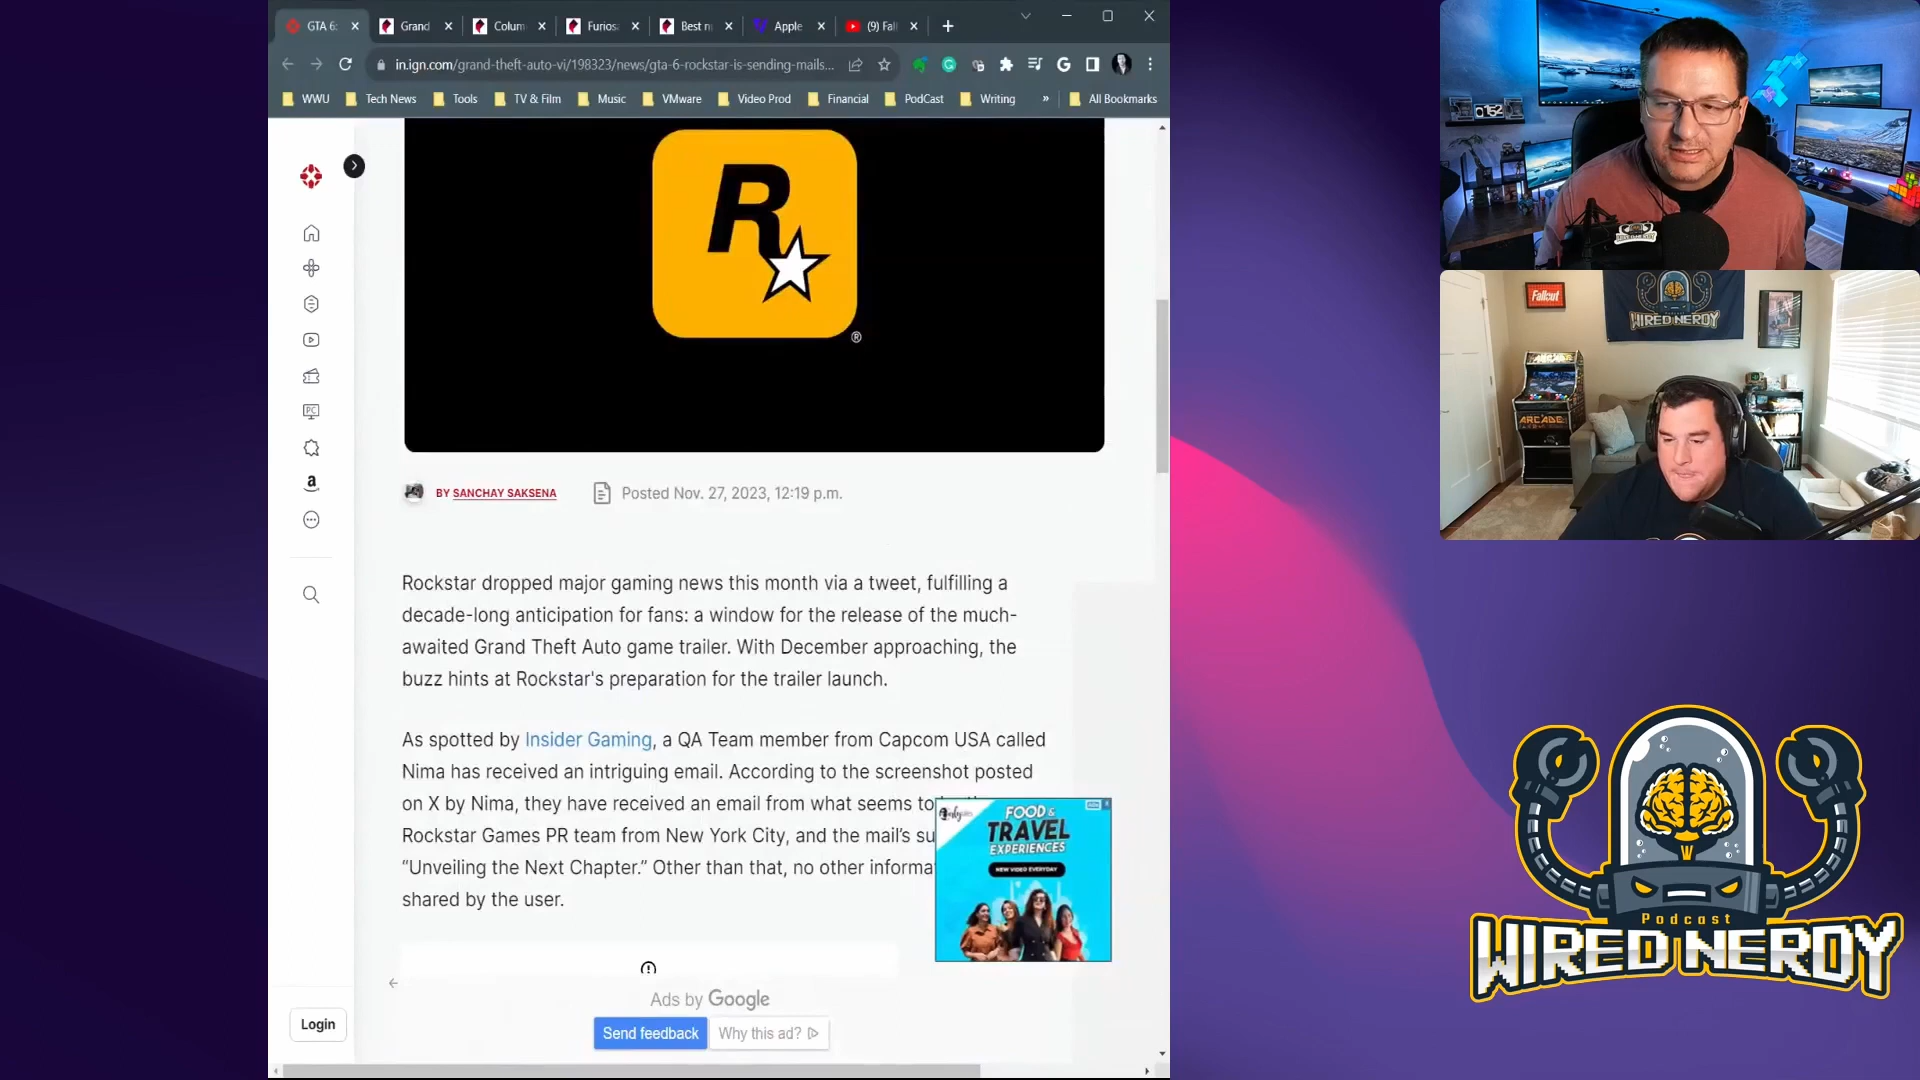 GTA 6:
Grand
Colum
Furios
Best n
Apple
(9) Fall
in.ign.com/grand-theft-auto-vi/198323/news/gta-6-rockstar-is-sending-mails...
WWU
Tech News
Tools
TV & Film
Music
VMware
Video Prod
Financial
PodCast
Writing
»
All Bookmarks
R
®
PC
a
BY SANCHAY SAKSENA
Posted Nov. 27, 2023, 12:19 p.m.
Rockstar dropped major gaming news this month via a tweet, fulfilling a
decade-long anticipation for fans: a window for the release of the much-
awaited Grand Theft Auto game trailer. With December approaching, the
buzz hints at Rockstar's preparation for the trailer launch.
As spotted by Insider Gaming, a QA Team member from Capcom USA called
Nima has received an intriguing email. According to the screenshot posted
on X by Nima, they have received an email from what seems to
Rockstar Games PR team from New York City, and the mail's su
“Unveiling the Next Chapter.” Other than that, no other informat
shared by the user.
FOOD &
TRAVEL
EXPERIENCES
NEW VIDEO EVERYDAY
Ads by Google
Send feedback
Why this ad?
Login
Fallout
WIRED NERDY
ARCADE
Podcast
WIRED NERDY